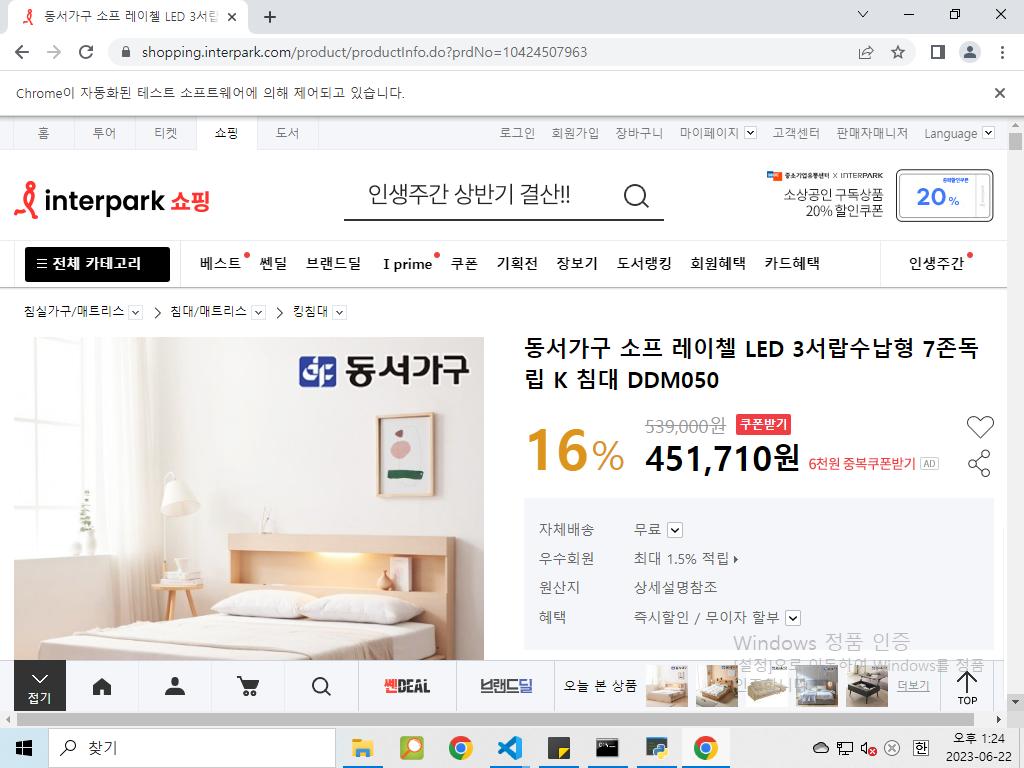 동서가구 소프 레이첼 LED 3서랍
shopping.interpark.com/product/productInfo.do?prdNo=10424507963
Chrome이 자동화된 테스트 소프트웨어에 의해 제어되고 있습니다.
홈 투어 티켓 쇼핑 도서 로그인 회원가입 장바구니 마이페이지 고객센터 판매자매니저 Language
interpark 쇼핑
인생주간 상반기 결산!!
중소기업유통센터 X INTERPARK
소상공인 구독상품
20% 할인쿠폰
20%
전체 카테고리 베스트 쎈딜 브랜드딜 I prime 쿠폰 기획전 장보기 도서랭킹 회원혜택 카드혜택 인생주간
침실가구/매트리스 침대/매트리스 킹침대
동서가구
동서가구 소프 레이첼 LED 3서랍수납형 7존독
립 K 침대 DDM050
16%
539,000원 쿠폰받기
451,710원 6천원 중복쿠폰받기 AD
자체배송 무료
우수회원 최대 1.5% 적립
원산지 상세설명참조
혜택 즉시할인 / 무이자 할부
Windows 정품 인증
[설정]으로 이동하여 Windows를 정품
인증합니다.
접기
쎈DEAL
브랜드딜
오늘 본 상품
더보기
TOP
찾기
한
오후 1:24
2023-06-22